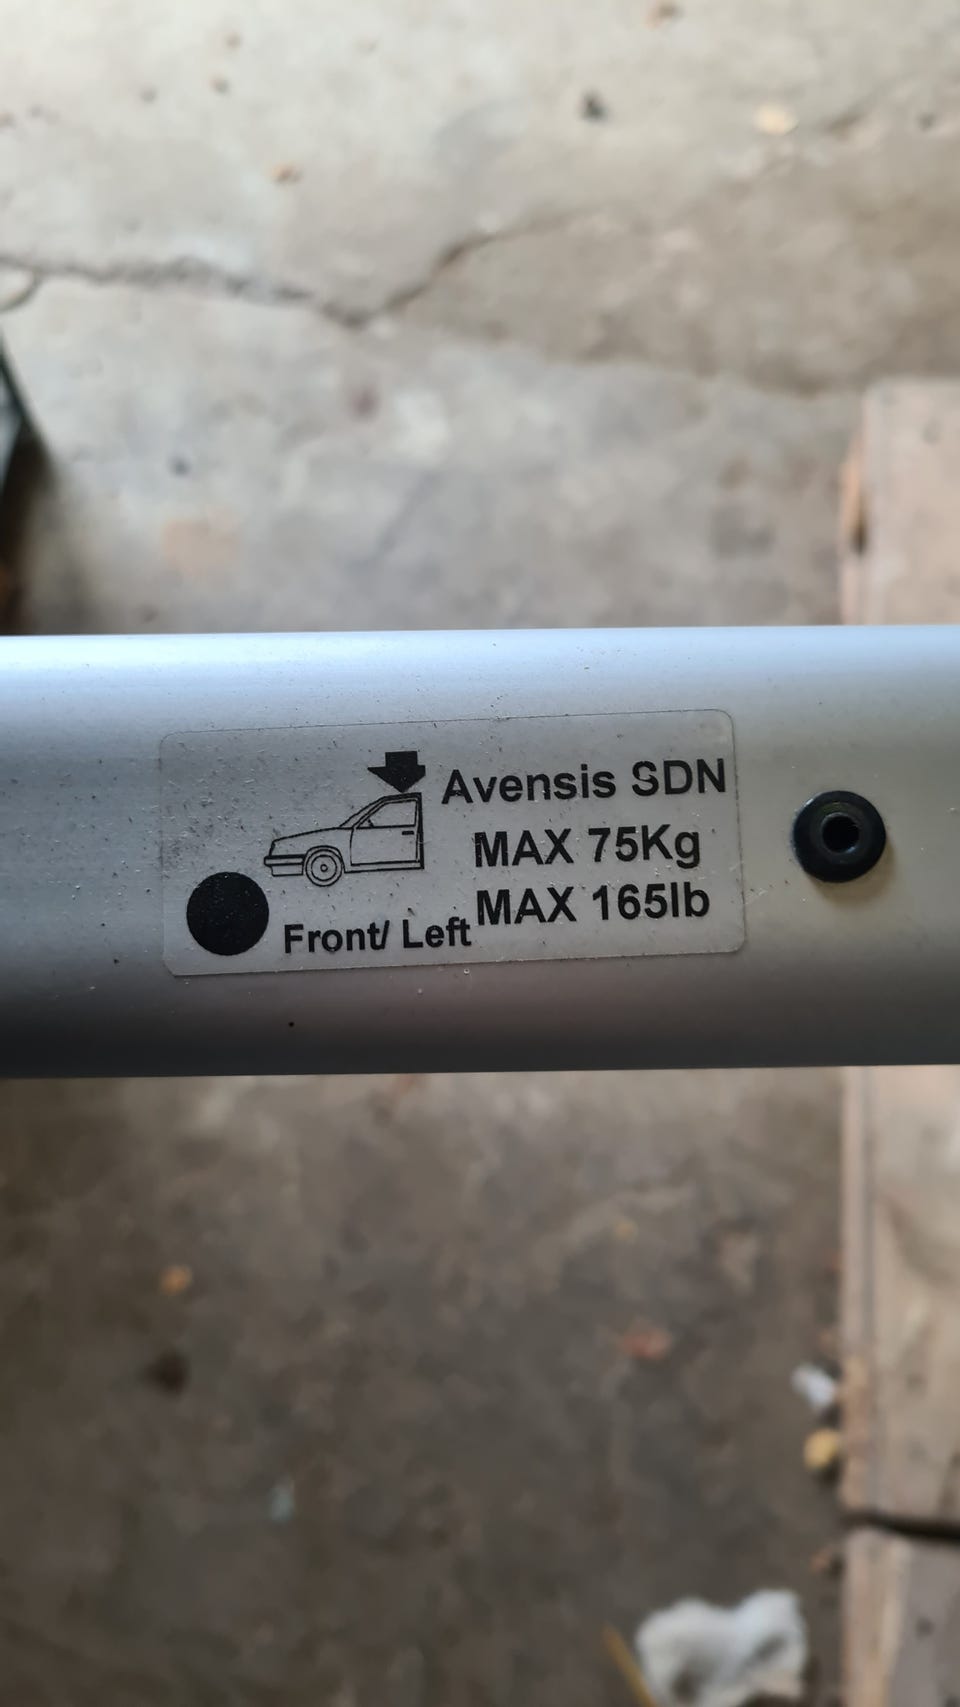 Avensis SDN
MAX 75Kg
MAX 165lb
Front/ Left